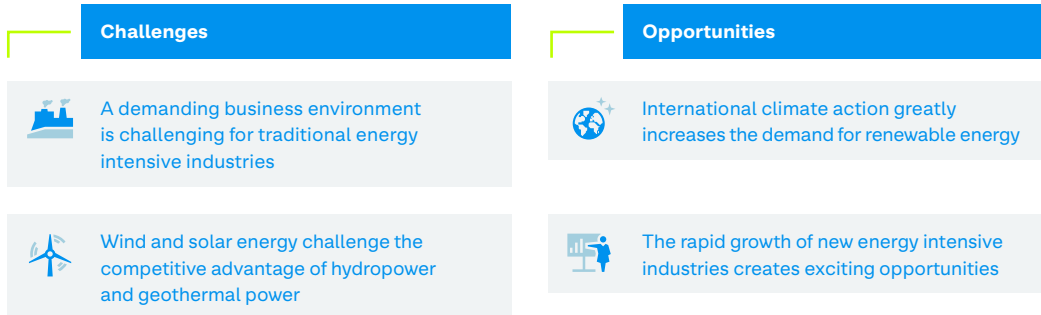 Challenges
A demanding business environment
is challenging for traditional energy
intensive industries
Wind and solar energy challenge the
competitive advantage of hydropower
and geothermal power
Opportunities
International climate action greatly
increases the demand for renewable energy
The rapid growth of new energy intensive
industries creates exciting opportunities